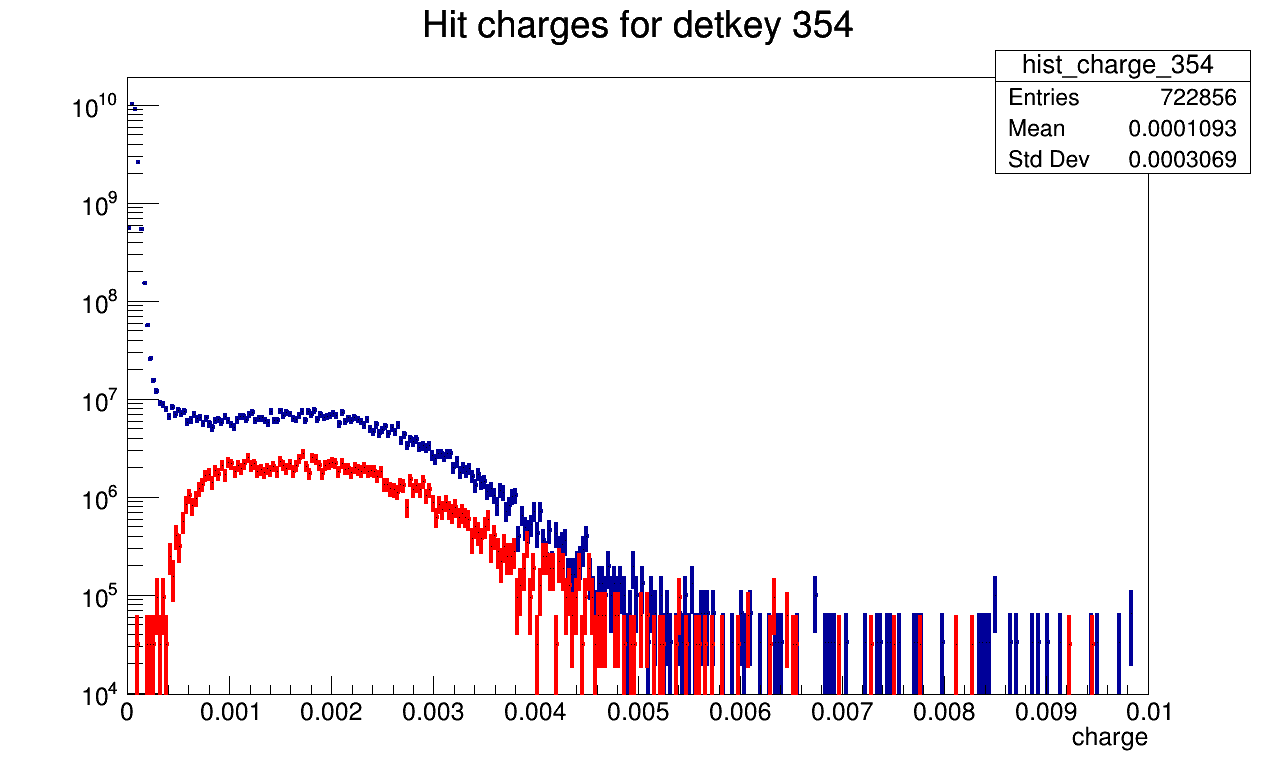 Hit charges for detkey 354
hist_charge_354
Entries 722856
Mean 0.0001093
Std Dev 0.0003069
10^10
10^9
10^8
10^7
10^6
10^5
10^4
0 0.001 0.002 0.003 0.004 0.005 0.006 0.007 0.008 0.009 0.01
charge